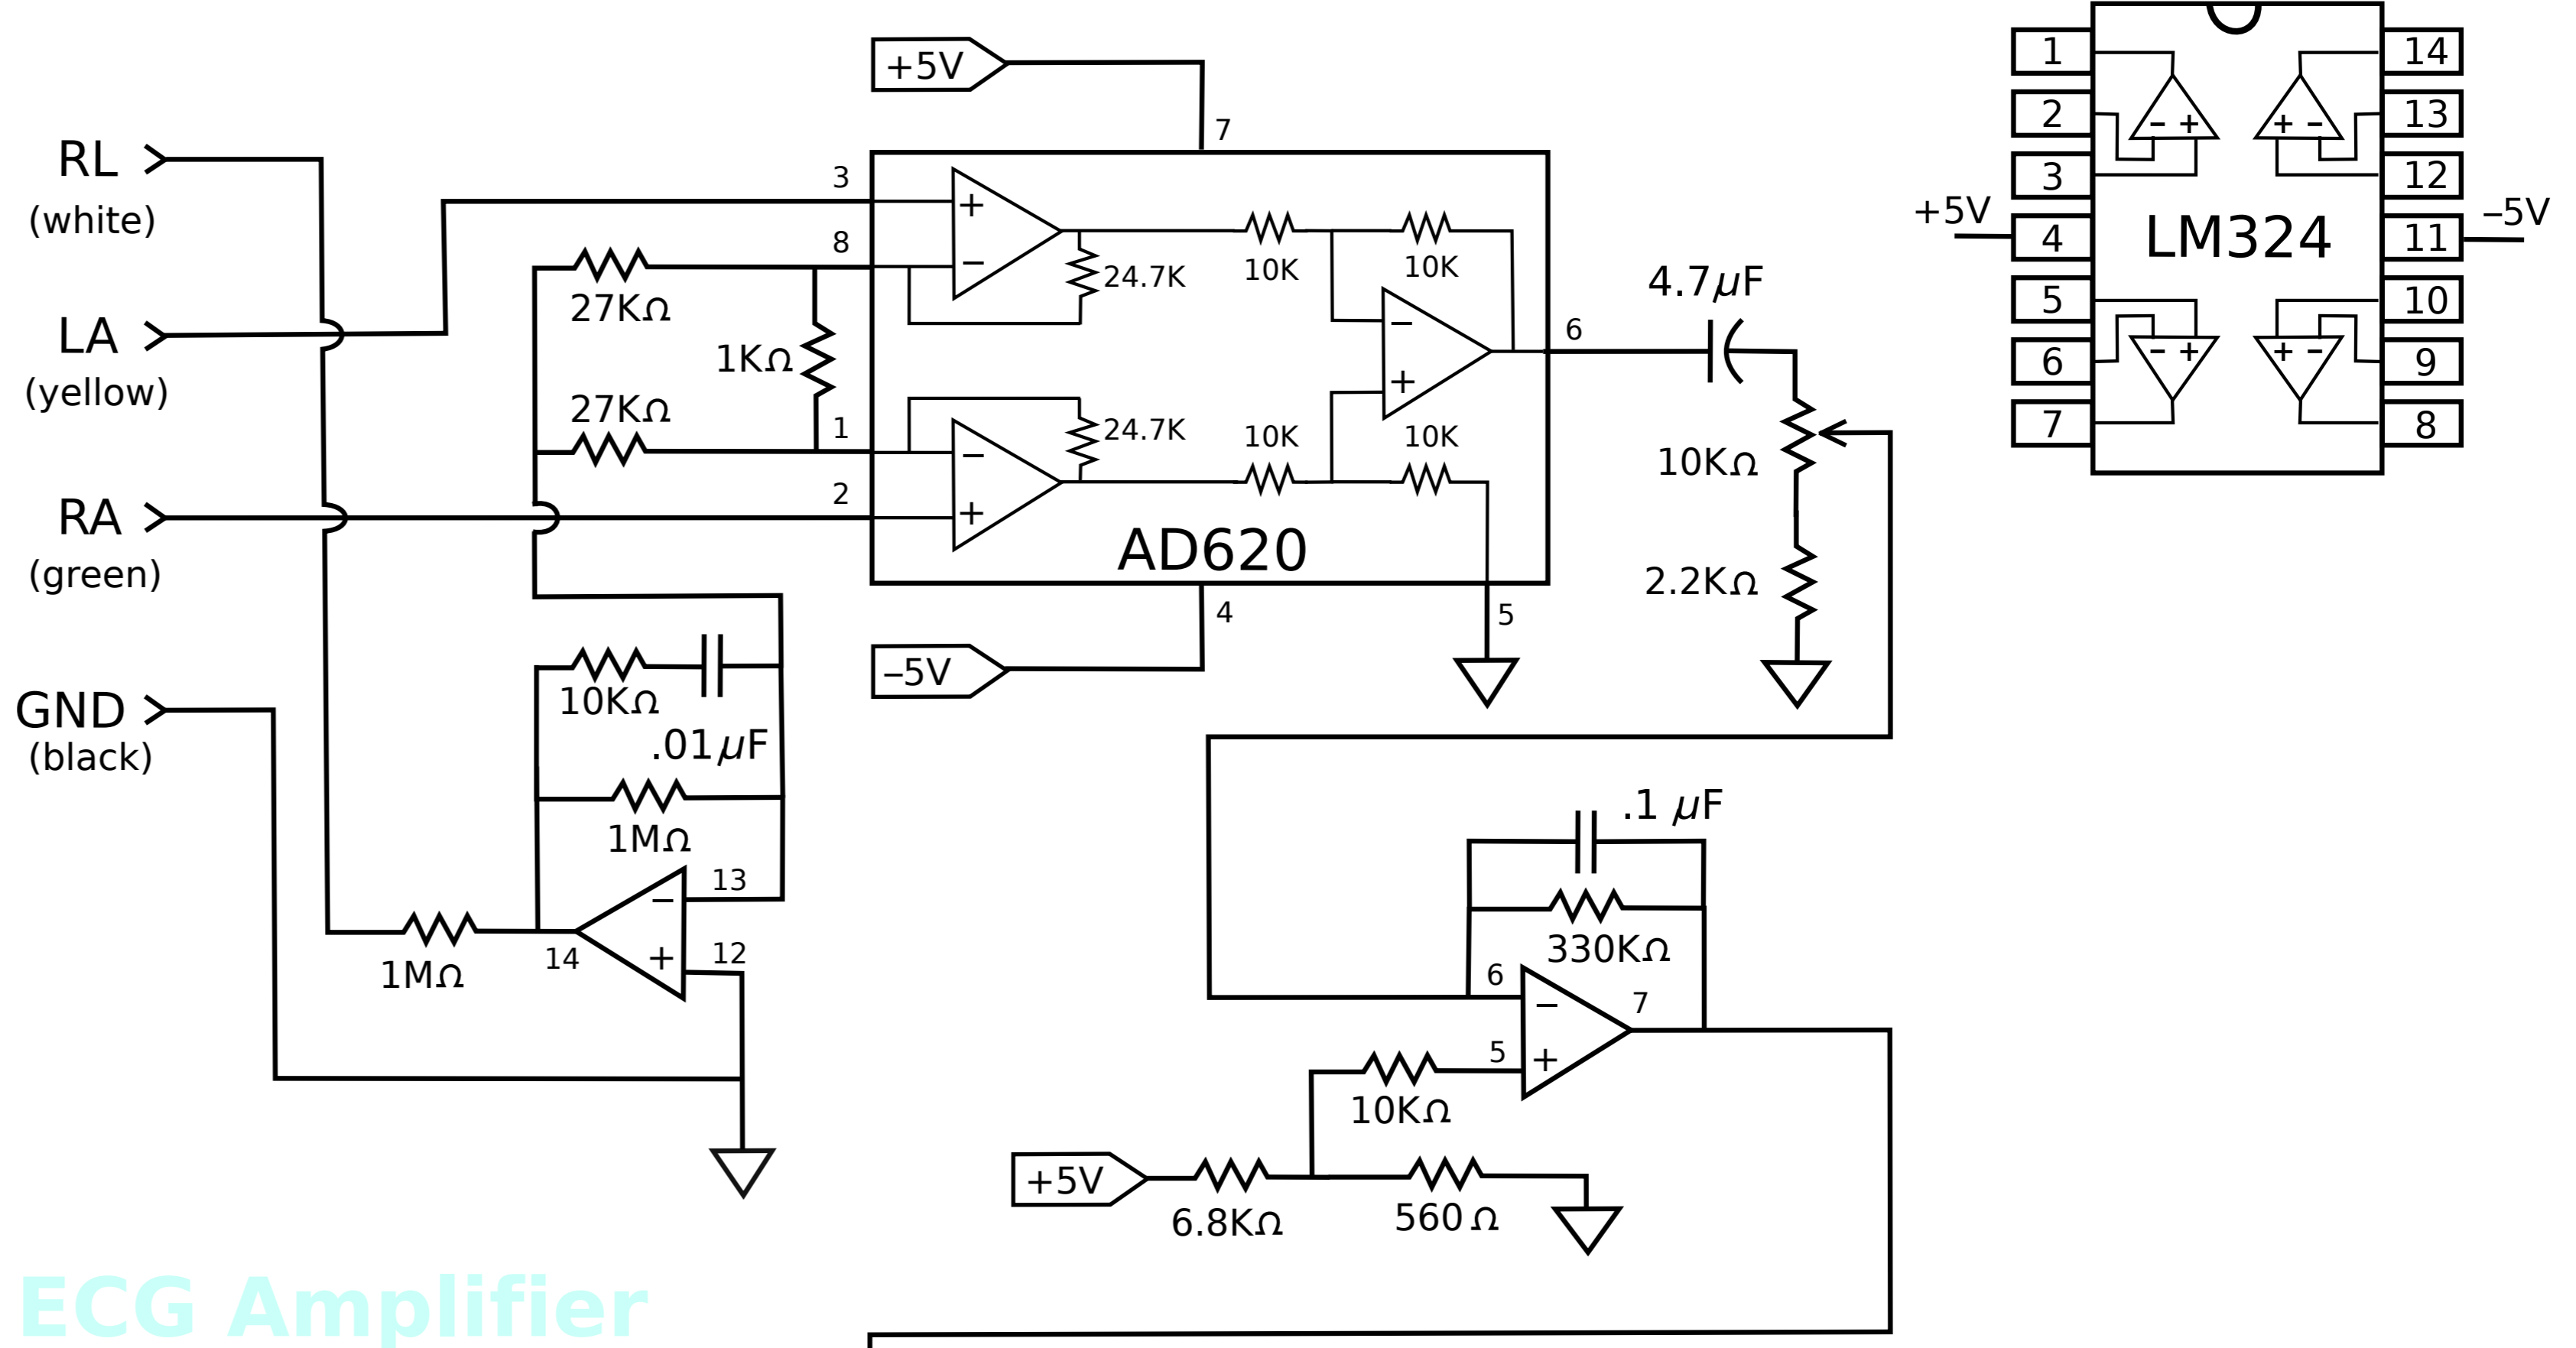 +5V
7
RL
(white)
3
8
27KΩ
LA
(yellow)
1KΩ
27KΩ
1
2
RA
(green)
24.7K
10K
10K
24.7K
10K
10K
AD620
6
4.7µF
10KΩ
2.2KΩ
4
5
–5V
1
2
3
4
5
6
7
14
13
12
11
10
9
8
+5V
–5V
LM324
– +
+ –
– +
+ –
+
–
–
+
–
+
GND
(black)
10KΩ
.01µF
1MΩ
13
–
12
+
14
1MΩ
.1 µF
330KΩ
6
–
7
5
+
10KΩ
+5V
6.8KΩ
560 Ω
ECG Amplifier